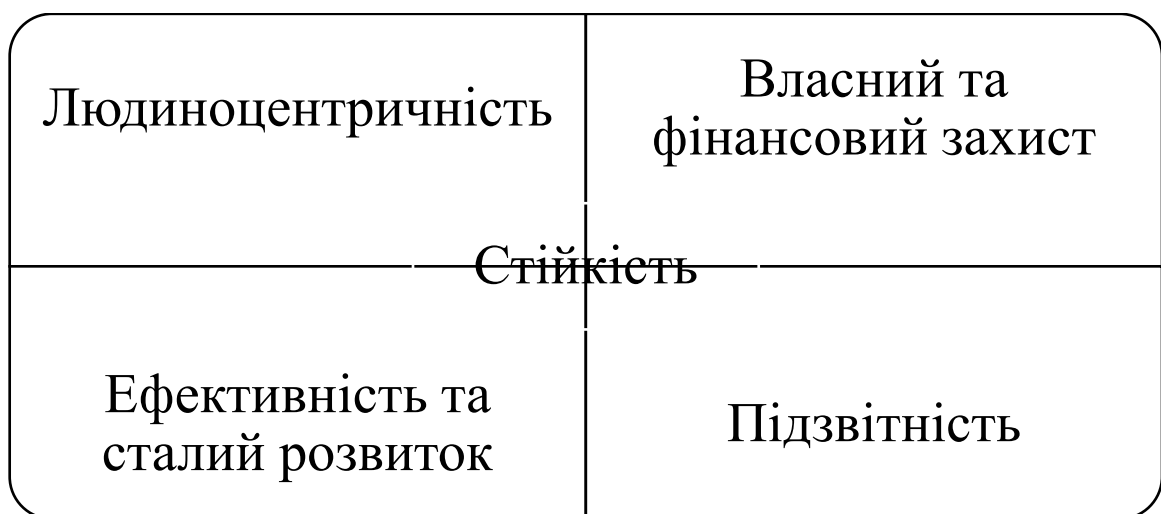 Людиноцентричність
Власний та
фінансовий захист
Стійкість
Ефективність та
сталий розвиток
Підзвітність